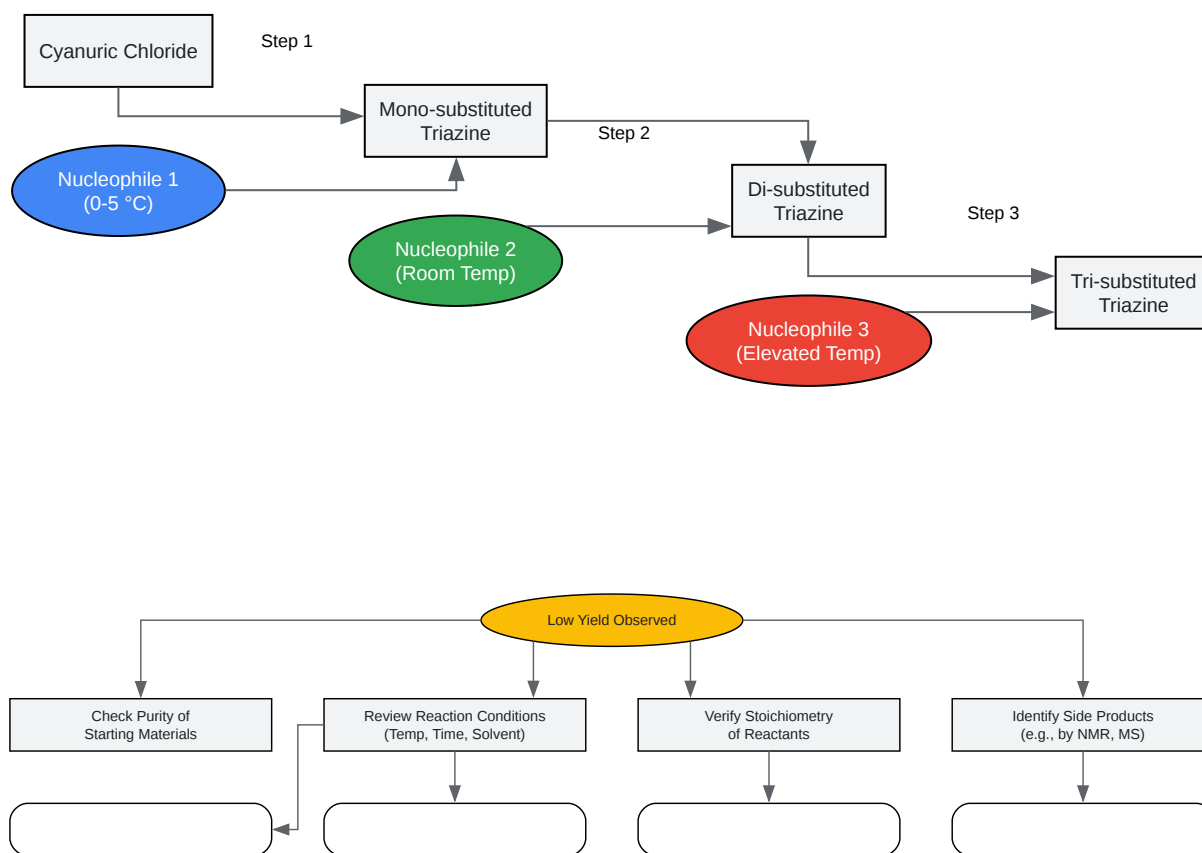 Cyanuric Chloride
Step 1
Mono-substituted
Triazine
Step 2
Nucleophile 1
(0-5 °C)
Di-substituted
Triazine
Step 3
Nucleophile 2
(Room Temp)
Tri-substituted
Triazine
Nucleophile 3
(Elevated Temp)
Low Yield Observed
Check Purity of
Starting Materials
Review Reaction Conditions
(Temp, Time, Solvent)
Verify Stoichiometry
of Reactants
Identify Side Products
(e.g., by NMR, MS)